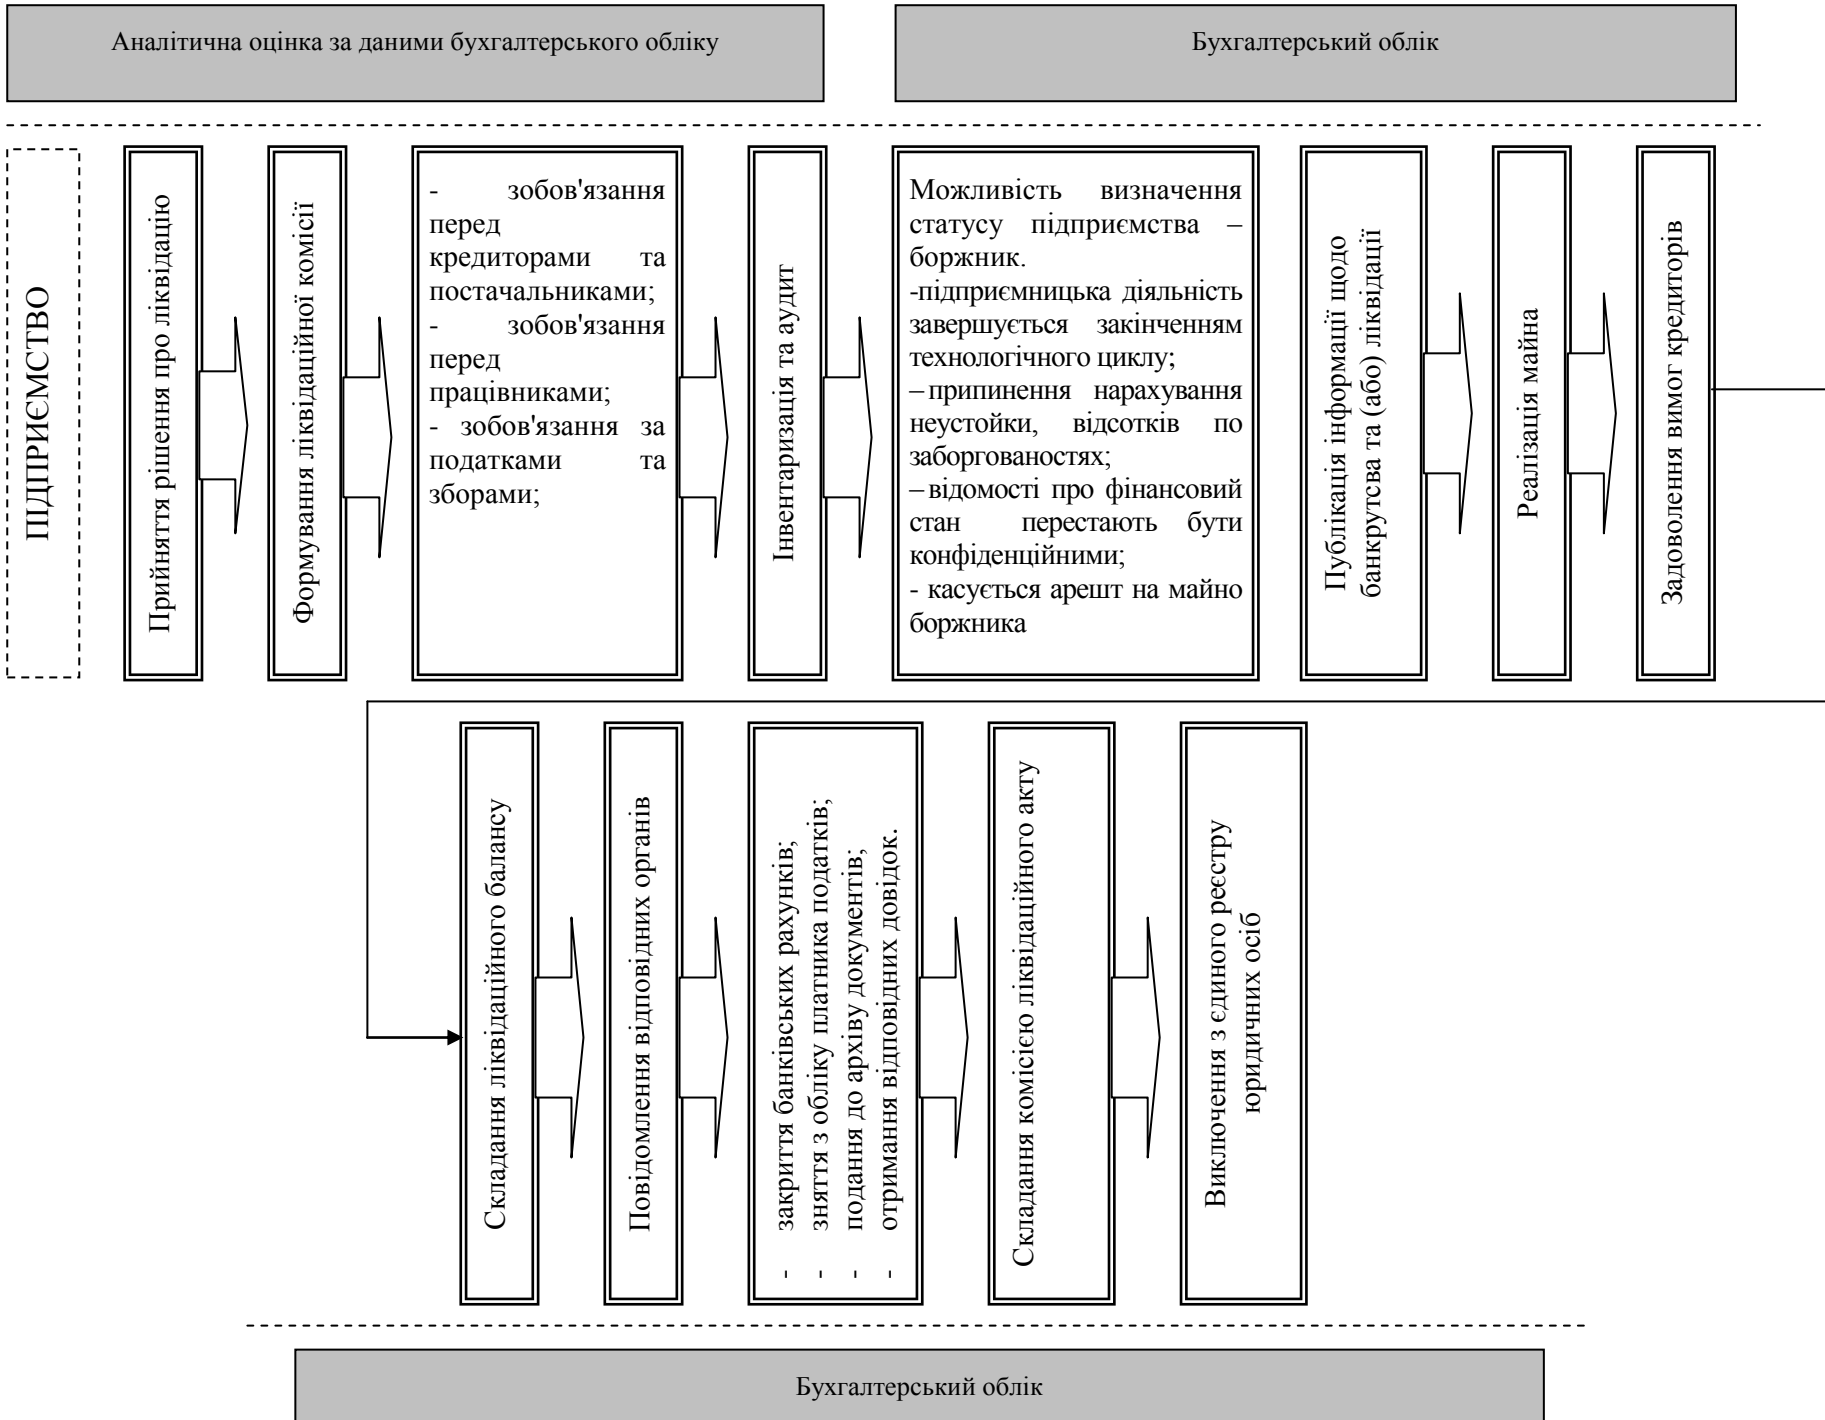 Аналітична оцінка за даними бухгалтерського обліку
Бухгалтерський облік
ПІДПРИЄМСТВО
Прийняття рішення про ліквідацію
Формування ліквідаційної комісії
- зобов'язання
перед
кредиторами та
постачальниками;
- зобов'язання
перед
працівниками;
- зобов'язання за
податками та
зборами;
Інвентаризація та аудит
Можливість визначення
статусу підприємства –
боржник.
-підприємницька діяльність
завершується закінченням
технологічного циклу;
– припинення нарахування
неустойки, відсотків по
заборгованостях;
– відомості про фінансовий
стан перестають бути
конфіденційними;
- касується арешт на майно
боржника
Публікація інформації щодо
банкрутсва та (або) ліквідації
Реалізація майна
Задоволення вимог кредиторів
Складання ліквідаційного балансу
Повідомлення відповідних органів
- закриття банківських рахунків;
- зняття з обліку платника податків;
- подання до архіву документів;
- отримання відповідних довідок.
Складання комісією ліквідаційного акту
Виключення з єдиного реєстру
юридичних осіб
Бухгалтерський облік